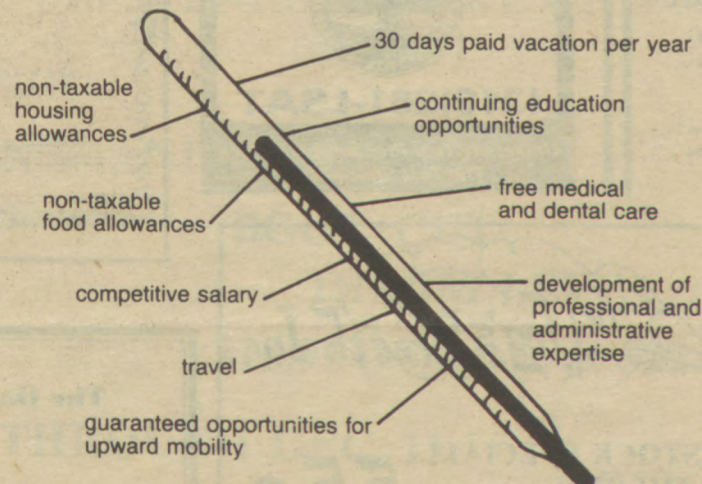 30 days paid vacation per year
non-taxable
housing
allowances
continuing education
opportunities
non-taxable
food allowances
free medical
and dental care
competitive salary
development of
professional and
administrative
expertise
travel
guaranteed opportunities for
upward mobility